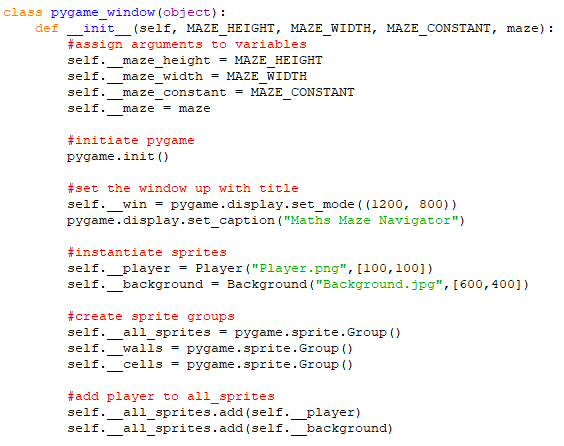 class pygame_window(object):
    def __init__(self, MAZE_HEIGHT, MAZE_WIDTH, MAZE_CONSTANT, maze):
        #assign arguments to variables
        self.__maze_height = MAZE_HEIGHT
        self.__maze_width = MAZE_WIDTH
        self.__maze_constant = MAZE_CONSTANT
        self.__maze = maze

        #initiate pygame
        pygame.init()

        #set the window up with title
        self.__win = pygame.display.set_mode((1200, 800))
        pygame.display.set_caption("Maths Maze Navigator")

        #instantiate sprites
        self.__player = Player("Player.png",[100,100])
        self.__background = Background("Background.jpg",[600,400])

        #create sprite groups
        self.__all_sprites = pygame.sprite.Group()
        self.__walls = pygame.sprite.Group()
        self.__cells = pygame.sprite.Group()

        #add player to all_sprites
        self.__all_sprites.add(self.__player)
        self.__all_sprites.add(self.__background)